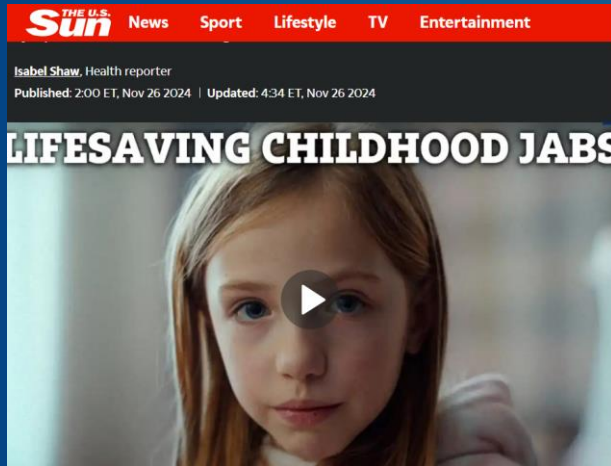 THE U.S.
Sun News Sport Lifestyle TV Entertainment
Isabel Shaw, Health reporter
Published: 2:00 ET, Nov 26 2024 | Updated: 4:34 ET, Nov 26 2024
LIFESAVING CHILDHOOD JABS